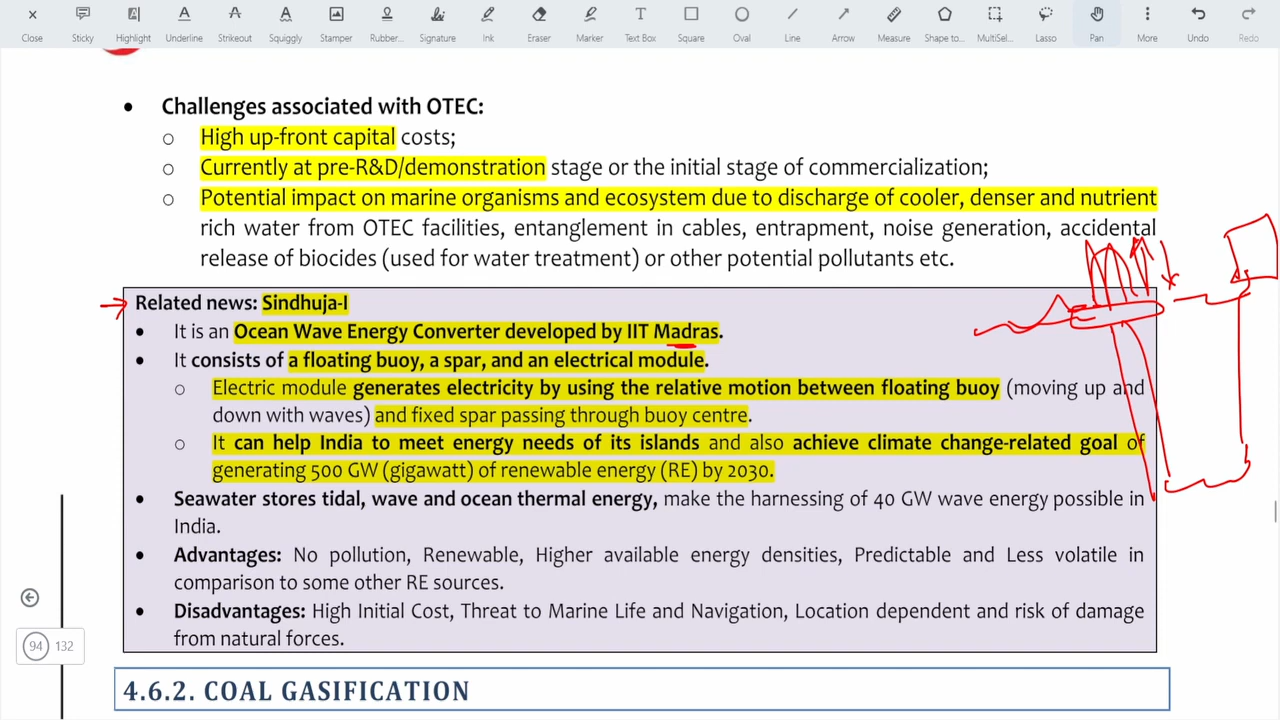 Close Sticky Highlight Underline Strikeout Squiggly Stamper Rubber... Signature Ink Eraser Marker Text Box Square Oval Line Arrow Measure Shape to... MultiSel... Lasso Pan More Undo Redo
• Challenges associated with OTEC:
o High up-front capital costs;
o Currently at pre-R&D/demonstration stage or the initial stage of commercialization;
o Potential impact on marine organisms and ecosystem due to discharge of cooler, denser and nutrient
rich water from OTEC facilities, entanglement in cables, entrapment, noise generation, accidental
release of biocides (used for water treatment) or other potential pollutants etc.
Related news: Sindhuja-I
• It is an Ocean Wave Energy Converter developed by IIT Madras.
• It consists of a floating buoy, a spar, and an electrical module.
o Electric module generates electricity by using the relative motion between floating buoy (moving up and
down with waves) and fixed spar passing through buoy centre.
o It can help India to meet energy needs of its islands and also achieve climate change-related goal of
generating 500 GW (gigawatt) of renewable energy (RE) by 2030.
• Seawater stores tidal, wave and ocean thermal energy, make the harnessing of 40 GW wave energy possible in
India.
• Advantages: No pollution, Renewable, Higher available energy densities, Predictable and Less volatile in
comparison to some other RE sources.
• Disadvantages: High Initial Cost, Threat to Marine Life and Navigation, Location dependent and risk of damage
from natural forces.
94 132
4.6.2. COAL GASIFICATION